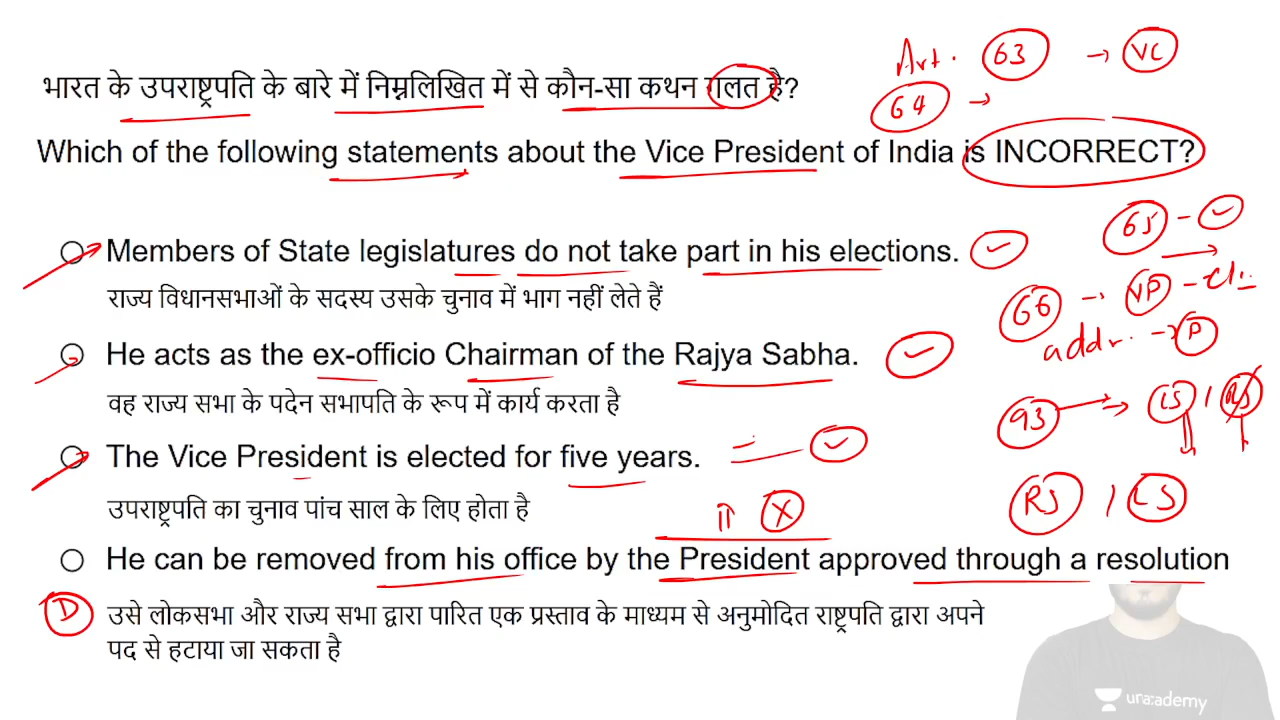 Art. 63 → VC
भारत के उपराष्ट्रपति के बारे में निम्नलिखित में से कौन-सा कथन गलत है?
64 →
Which of the following statements about the Vice President of India is INCORRECT?
65 -
Members of State legislatures do not take part in his elections.
राज्य विधानसभाओं के सदस्य उसके चुनाव में भाग नहीं लेते हैं
66 → VP -
addr. → P
He acts as the ex-officio Chairman of the Rajya Sabha.
वह राज्य सभा के पदेन सभापति के रूप में कार्य करता है
93 → LS / RS
The Vice President is elected for five years.
उपराष्ट्रपति का चुनाव पांच साल के लिए होता है
RS / LS
X
He can be removed from his office by the President approved through a resolution
D
उसे लोकसभा और राज्य सभा द्वारा पारित एक प्रस्ताव के माध्यम से अनुमोदित राष्ट्रपति द्वारा अपने
पद से हटाया जा सकता है
unacademy